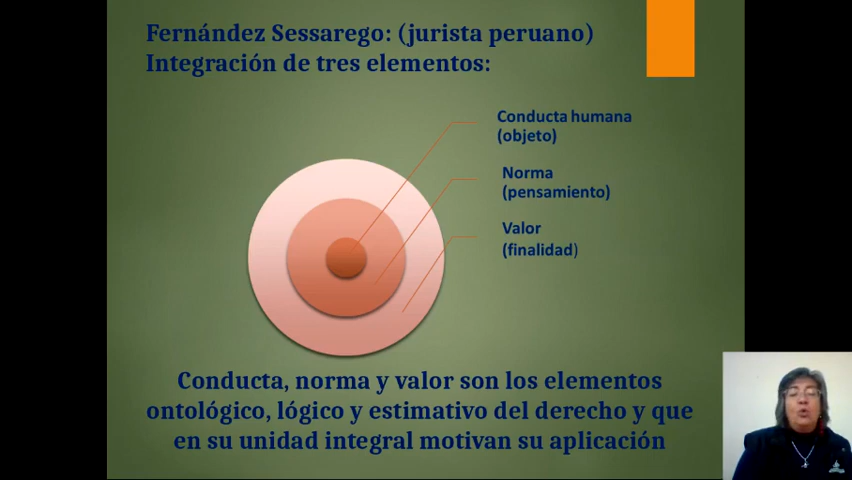 Fernández Sessarego: (jurista peruano)
Integración de tres elementos:
Conducta humana
(objeto)
Norma
(pensamiento)
Valor
(finalidad)
Conducta, norma y valor son los elementos
ontológico, lógico y estimativo del derecho y que
en su unidad integral motivan su aplicación